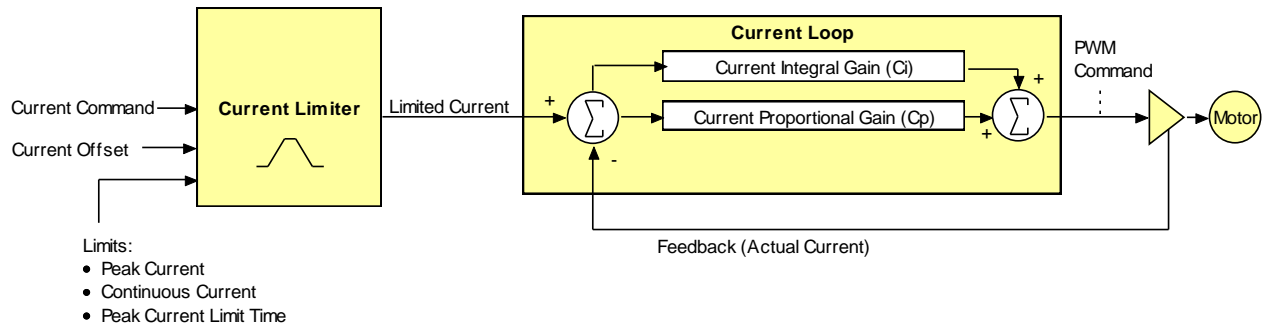 Current Loop
PWM
Command
Current Integral Gain (Ci)
+
Current Command
Current Limiter
Limited Current
+
Σ
Current Proportional Gain (Cp)
+
Σ
Motor
Current Offset
-
Limits:
Feedback (Actual Current)
• Peak Current
• Continuous Current
• Peak Current Limit Time